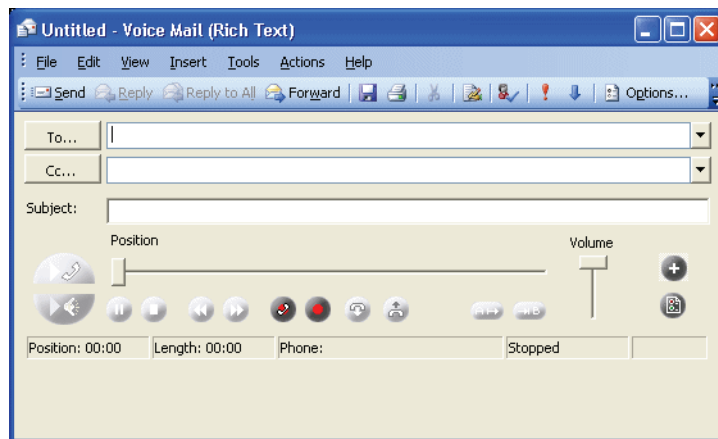 Untitled - Voice Mail (Rich Text)
File Edit View Insert Tools Actions Help
Send Reply Reply to All Forward Options...
To...
Cc...
Subject:
Position Volume
Position: 00:00 Length: 00:00 Phone: Stopped